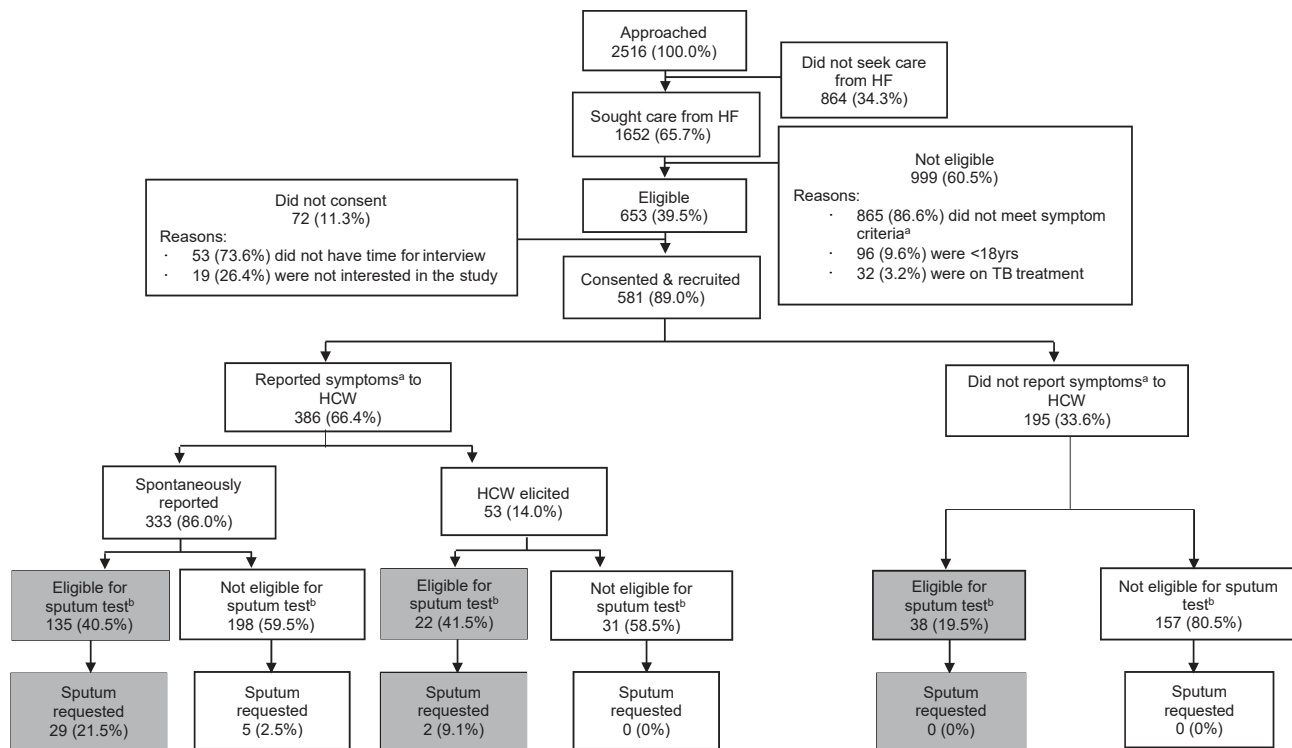 Approached
2516 (100.0%)
Did not seek care
from HF
864 (34.3%)
Sought care from HF
1652 (65.7%)
Not eligible
999 (60.5%)
Reasons:
· 865 (86.6%) did not meet symptom
criteriaᵃ
· 96 (9.6%) were <18yrs
· 32 (3.2%) were on TB treatment
Eligible
653 (39.5%)
Did not consent
72 (11.3%)
Reasons:
· 53 (73.6%) did not have time for interview
· 19 (26.4%) were not interested in the study
Consented & recruited
581 (89.0%)
Reported symptomsᵃ to
HCW
386 (66.4%)
Did not report symptomsᵃ to
HCW
195 (33.6%)
Spontaneously
reported
333 (86.0%)
HCW elicited
53 (14.0%)
Eligible for
sputum testᵇ
135 (40.5%)
Not eligible for
sputum testᵇ
198 (59.5%)
Eligible for
sputum testᵇ
22 (41.5%)
Not eligible for
sputum testᵇ
31 (58.5%)
Eligible for
sputum testᵇ
38 (19.5%)
Not eligible for sputum
testᵇ
157 (80.5%)
Sputum
requested
29 (21.5%)
Sputum
requested
5 (2.5%)
Sputum
requested
2 (9.1%)
Sputum
requested
0 (0%)
Sputum
requested
0 (0%)
Sputum
requested
0 (0%)